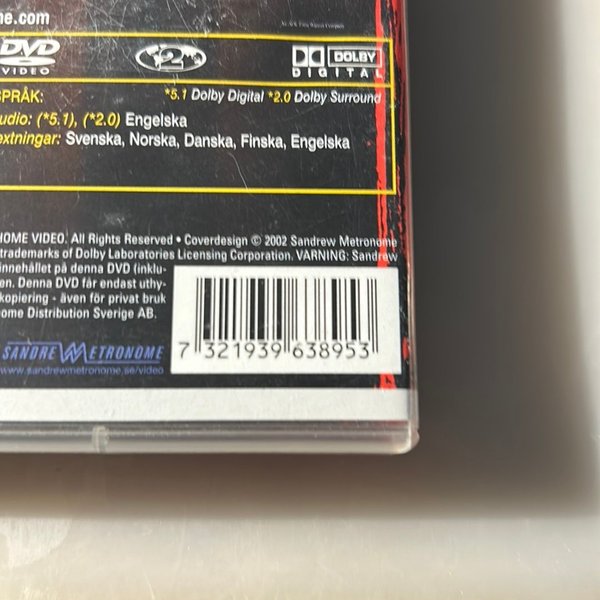 ne.com
DVD
VIDEO
2
DOLBY
DIGITAL
SPRÅK: *5.1 Dolby Digital *2.0 Dolby Surround
udio: (*5.1), (*2.0) Engelska
extningar: Svenska, Norska, Danska, Finska, Engelska
HOME VIDEO. All Rights Reserved • Coverdesign © 2002 Sandrew Metronome
trademarks of Dolby Laboratories Licensing Corporation. VARNING: Sandrew
innehållet på denna DVD (inklu-
en. Denna DVD får endast uthy-
kopiering - även för privat bruk
ome Distribution Sverige AB.
SANDREW METRONOME
www.sandrewmetronome.se/video
7 321939 638953